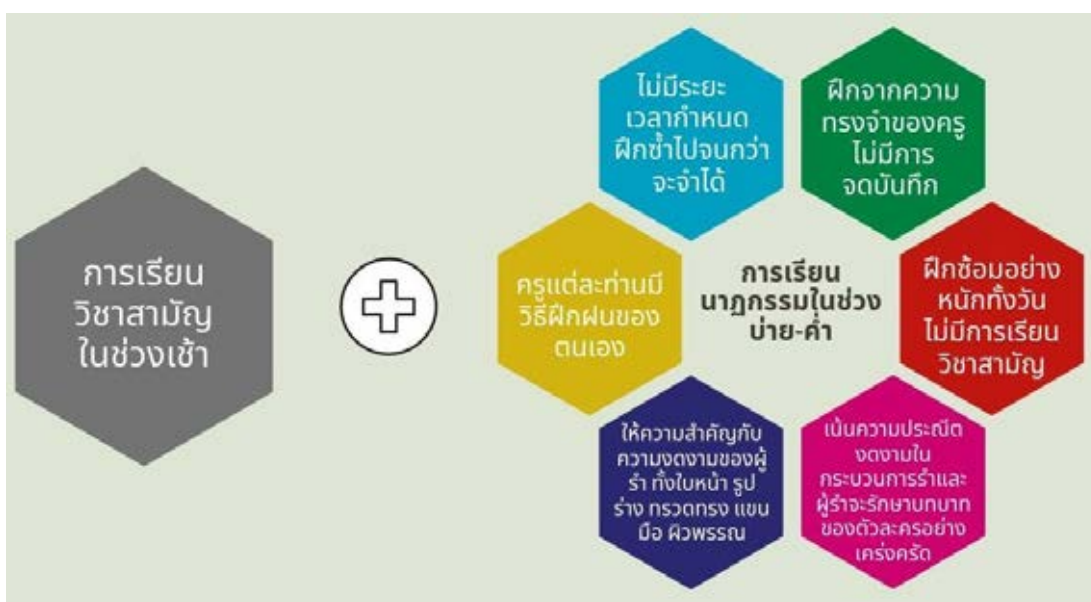 การเรียน
วิชาสามัญ
ในช่วงเช้า
ไม่มีระยะ
เวลากำหนด
ฝึกซ้ำไปจนกว่า
จะจำได้
ฝึกจากความ
ทรงจำของครู
ไม่มีการ
จดบันทึก
ครูแต่ละท่านมี
วิธีฝึกฝนของ
ตนเอง
การเรียน
นาฏกรรมในช่วง
บ่าย-ค่ำ
ฝึกซ้อมอย่าง
หนักทั้งวัน
ไม่มีการเรียน
วิชาสามัญ
ให้ความสำคัญกับ
ความงดงามของผู้
รำ ทั้งใบหน้า รูป
ร่าง ทรวดทรง แขน
มือ ผิวพรรณ
เน้นความประณีต
งดงามใน
กระบวนการรำและ
ผู้รำจะรักษาบทบาท
ของตัวละครอย่าง
เคร่งครัด